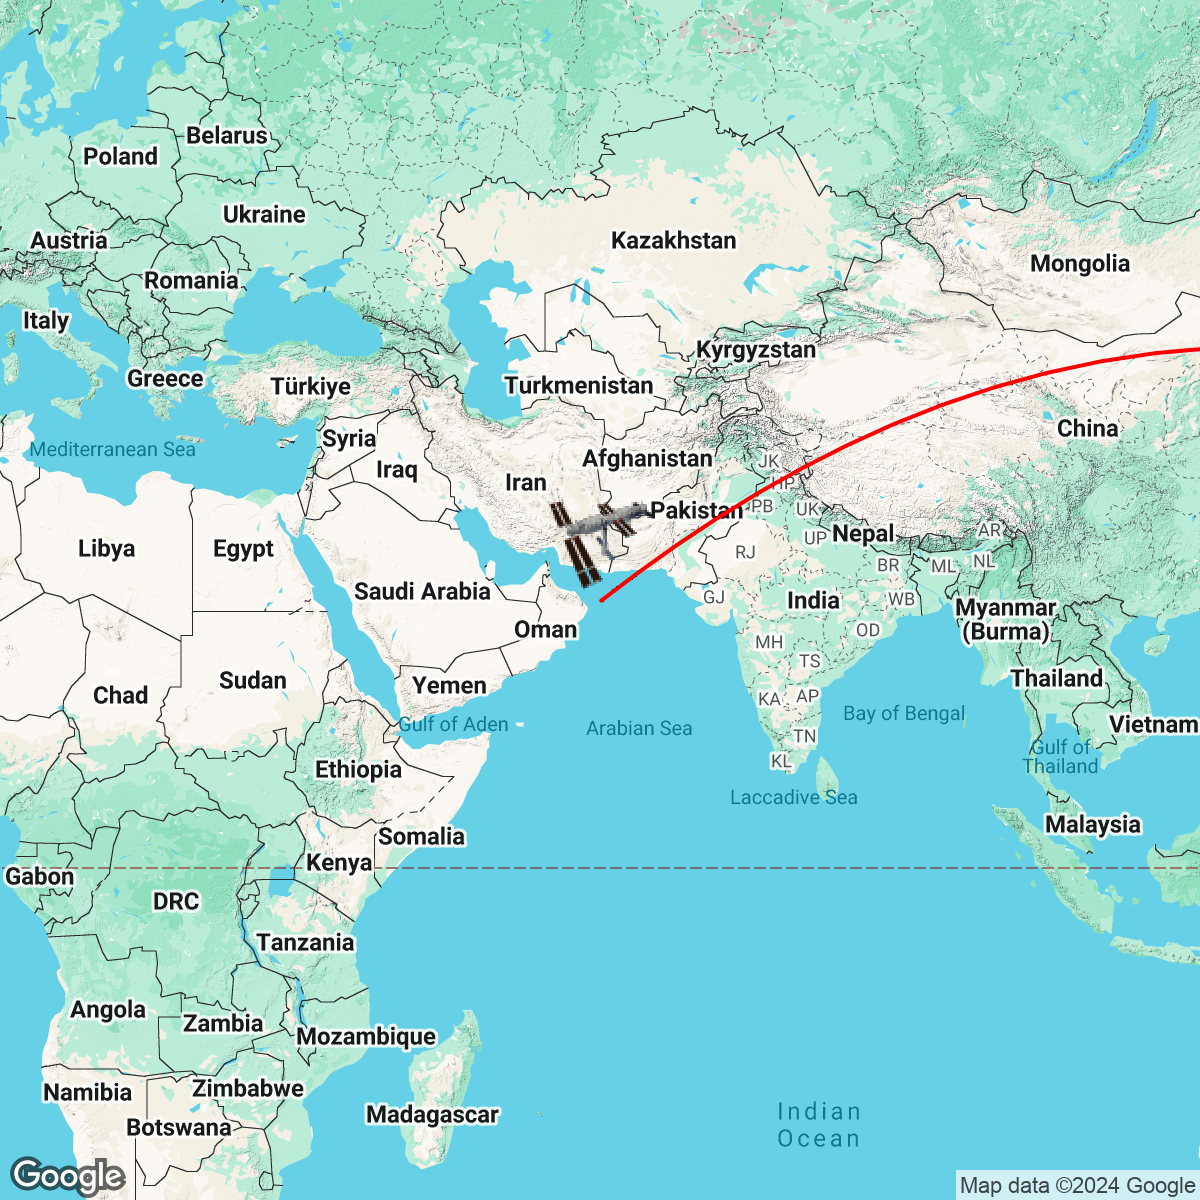 Belarus
Poland
Ukraine
Austria
Kazakhstan
Mongolia
Romania
Italy
Kyrgyzstan
Greece
Türkiye
Turkmenistan
China
Syria
Mediterranean Sea
Afghanistan
JK
Iraq
Iran
HP
Pakistan
PB
UK
Libya
Egypt
UP
Nepal
AR
RJ
BR
ML
NL
Saudi Arabia
GJ
India
WB
Myanmar
(Burma)
Oman
OD
MH
TS
Chad
Sudan
Yemen
Thailand
KA
AP
Gulf of Aden
Arabian Sea
Bay of Bengal
Vietnam
TN
Gulf of
Thailand
KL
Ethiopia
Laccadive Sea
Malaysia
Somalia
Kenya
Gabon
DRC
Tanzania
Angola
Zambia
Mozambique
Namibia
Zimbabwe
Madagascar
Botswana
Indian
Ocean
Google
Map data ©2024 Google